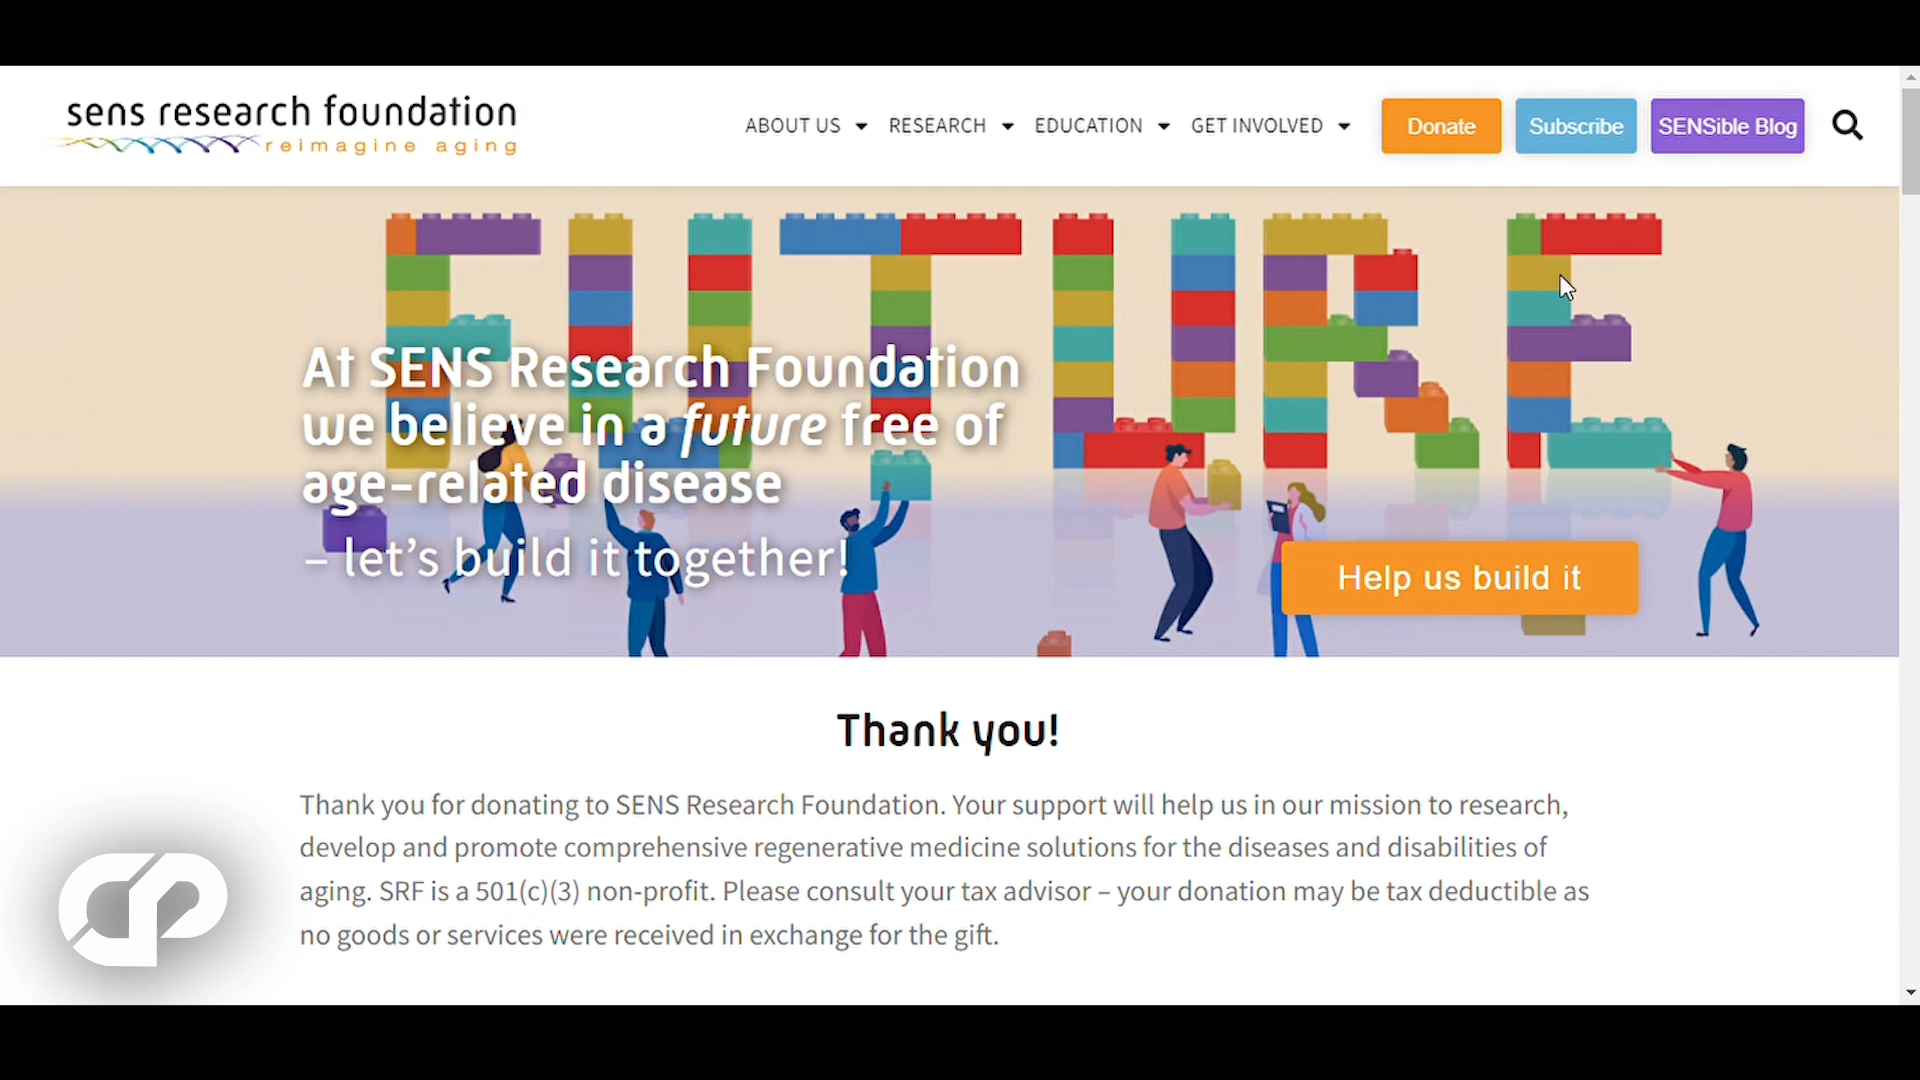 sens research foundation
reimagine aging
ABOUT US
RESEARCH
EDUCATION
GET INVOLVED
Donate
Subscribe
SENSible Blog
FUTURE
At SENS Research Foundation
we believe in a future free of
age-related disease
– let's build it together!
Help us build it
Thank you!
Thank you for donating to SENS Research Foundation. Your support will help us in our mission to research,
develop and promote comprehensive regenerative medicine solutions for the diseases and disabilities of
aging. SRF is a 501(c)(3) non-profit. Please consult your tax advisor – your donation may be tax deductible as
no goods or services were received in exchange for the gift.
CP